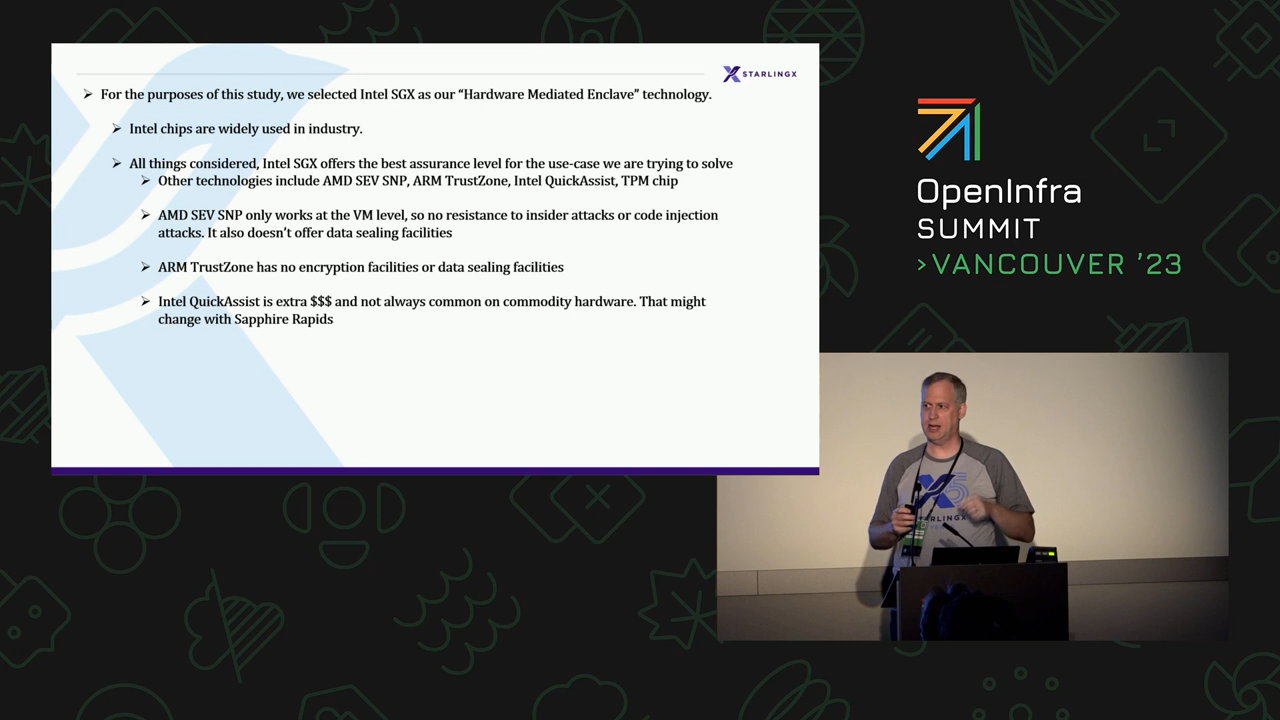 STARLINGX
➢ For the purposes of this study, we selected Intel SGX as our “Hardware Mediated Enclave” technology.
➢ Intel chips are widely used in industry.
➢ All things considered, Intel SGX offers the best assurance level for the use-case we are trying to solve
➢ Other technologies include AMD SEV SNP, ARM TrustZone, Intel QuickAssist, TPM chip
➢ AMD SEV SNP only works at the VM level, so no resistance to insider attacks or code injection
attacks. It also doesn’t offer data sealing facilities
➢ ARM TrustZone has no encryption facilities or data sealing facilities
➢ Intel QuickAssist is extra $$$ and not always common on commodity hardware. That might
change with Sapphire Rapids
OpenInfra
SUMMIT
>VANCOUVER ’23
STARLINGX